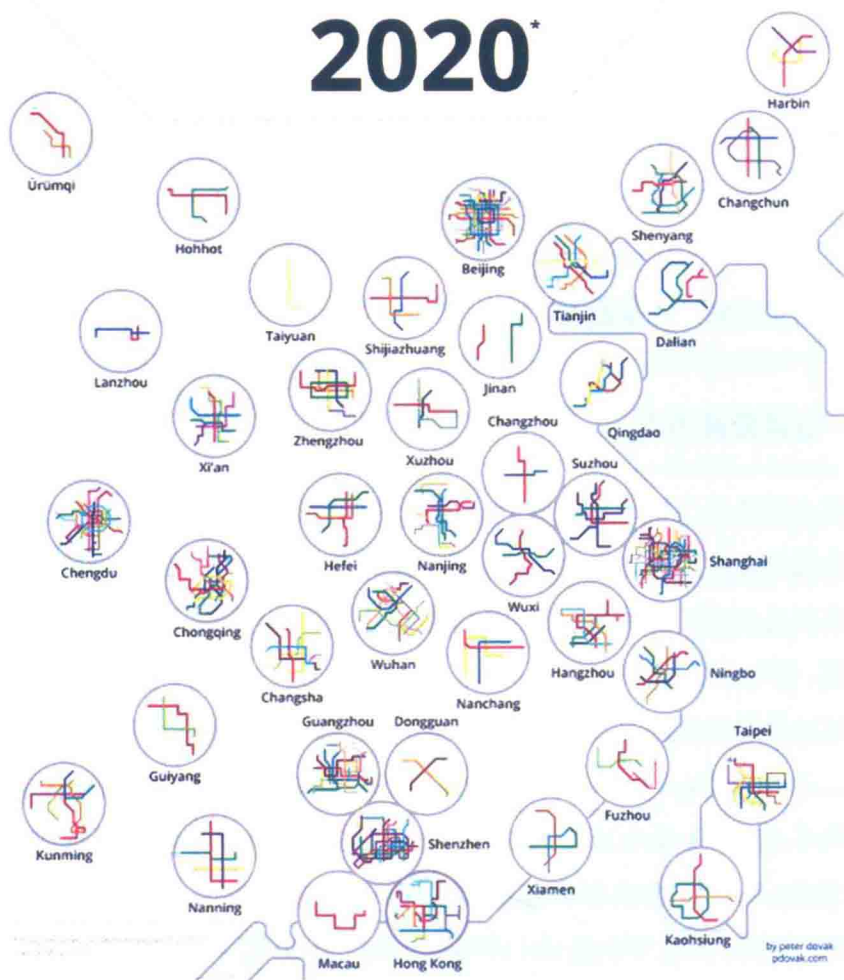 2020*
Harbin
Ürümqi
Changchun
Hohhot
Shenyang
Beijing
Tianjin
Dalian
Taiyuan
Shijiazhuang
Lanzhou
Jinan
Zhengzhou
Changzhou
Qingdao
Xuzhou
Xi'an
Suzhou
Hefei
Nanjing
Shanghai
Chengdu
Wuxi
Chongqing
Wuhan
Hangzhou
Changsha
Nanchang
Ningbo
Guangzhou
Dongguan
Taipei
Guiyang
Fuzhou
Kunming
Shenzhen
Xiamen
Nanning
Kaohsiung
Macau
Hong Kong
by peter dovak
pdovak.com